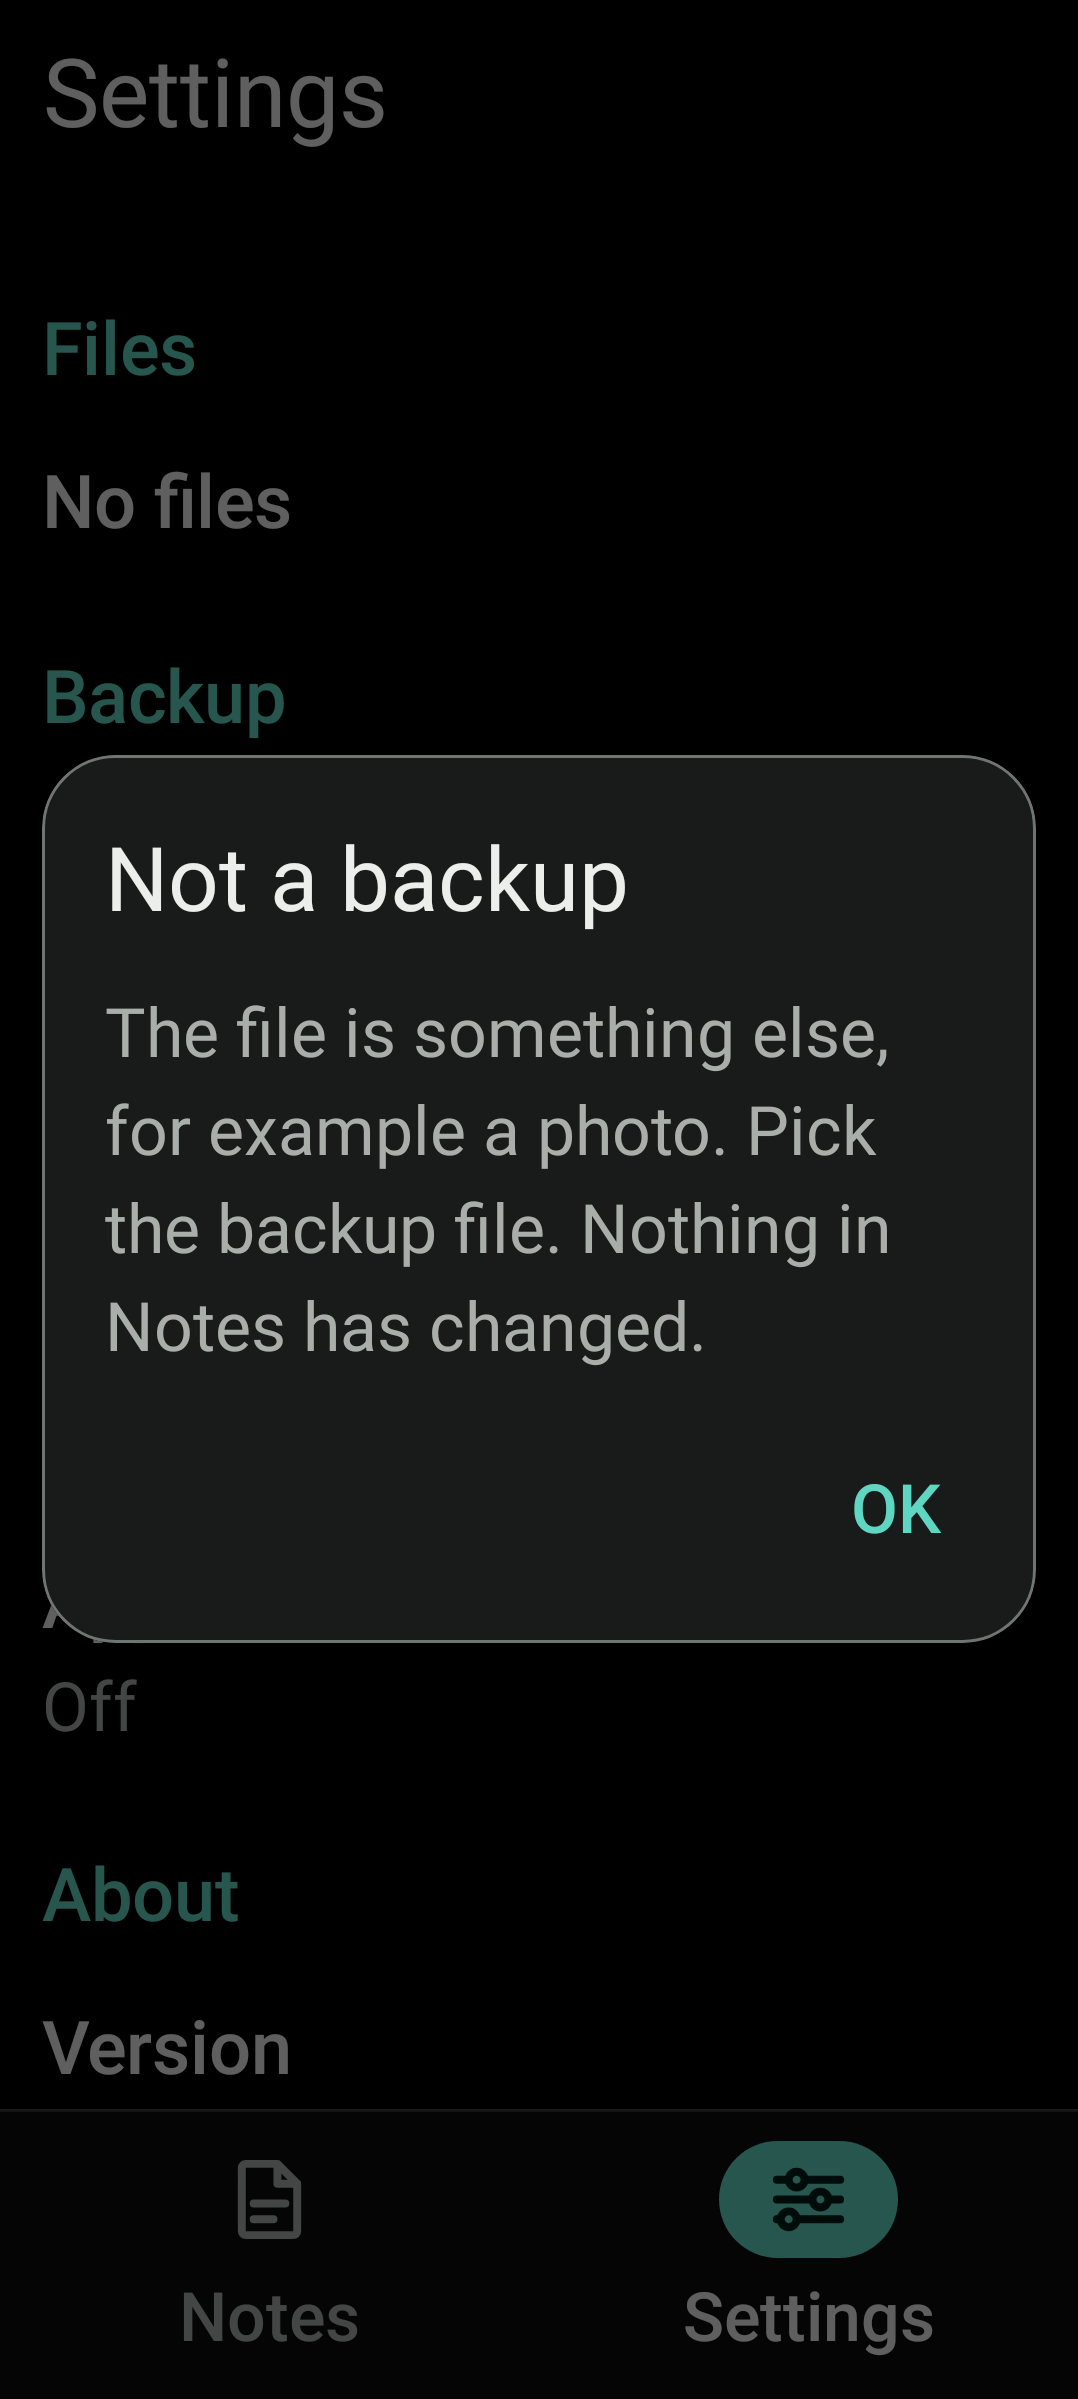 Settings
Files
No files
Backup
Not a backup
The file is something else,
for example a photo. Pick
the backup file. Nothing in
Notes has changed.
OK
Off
About
Version
Notes
Settings